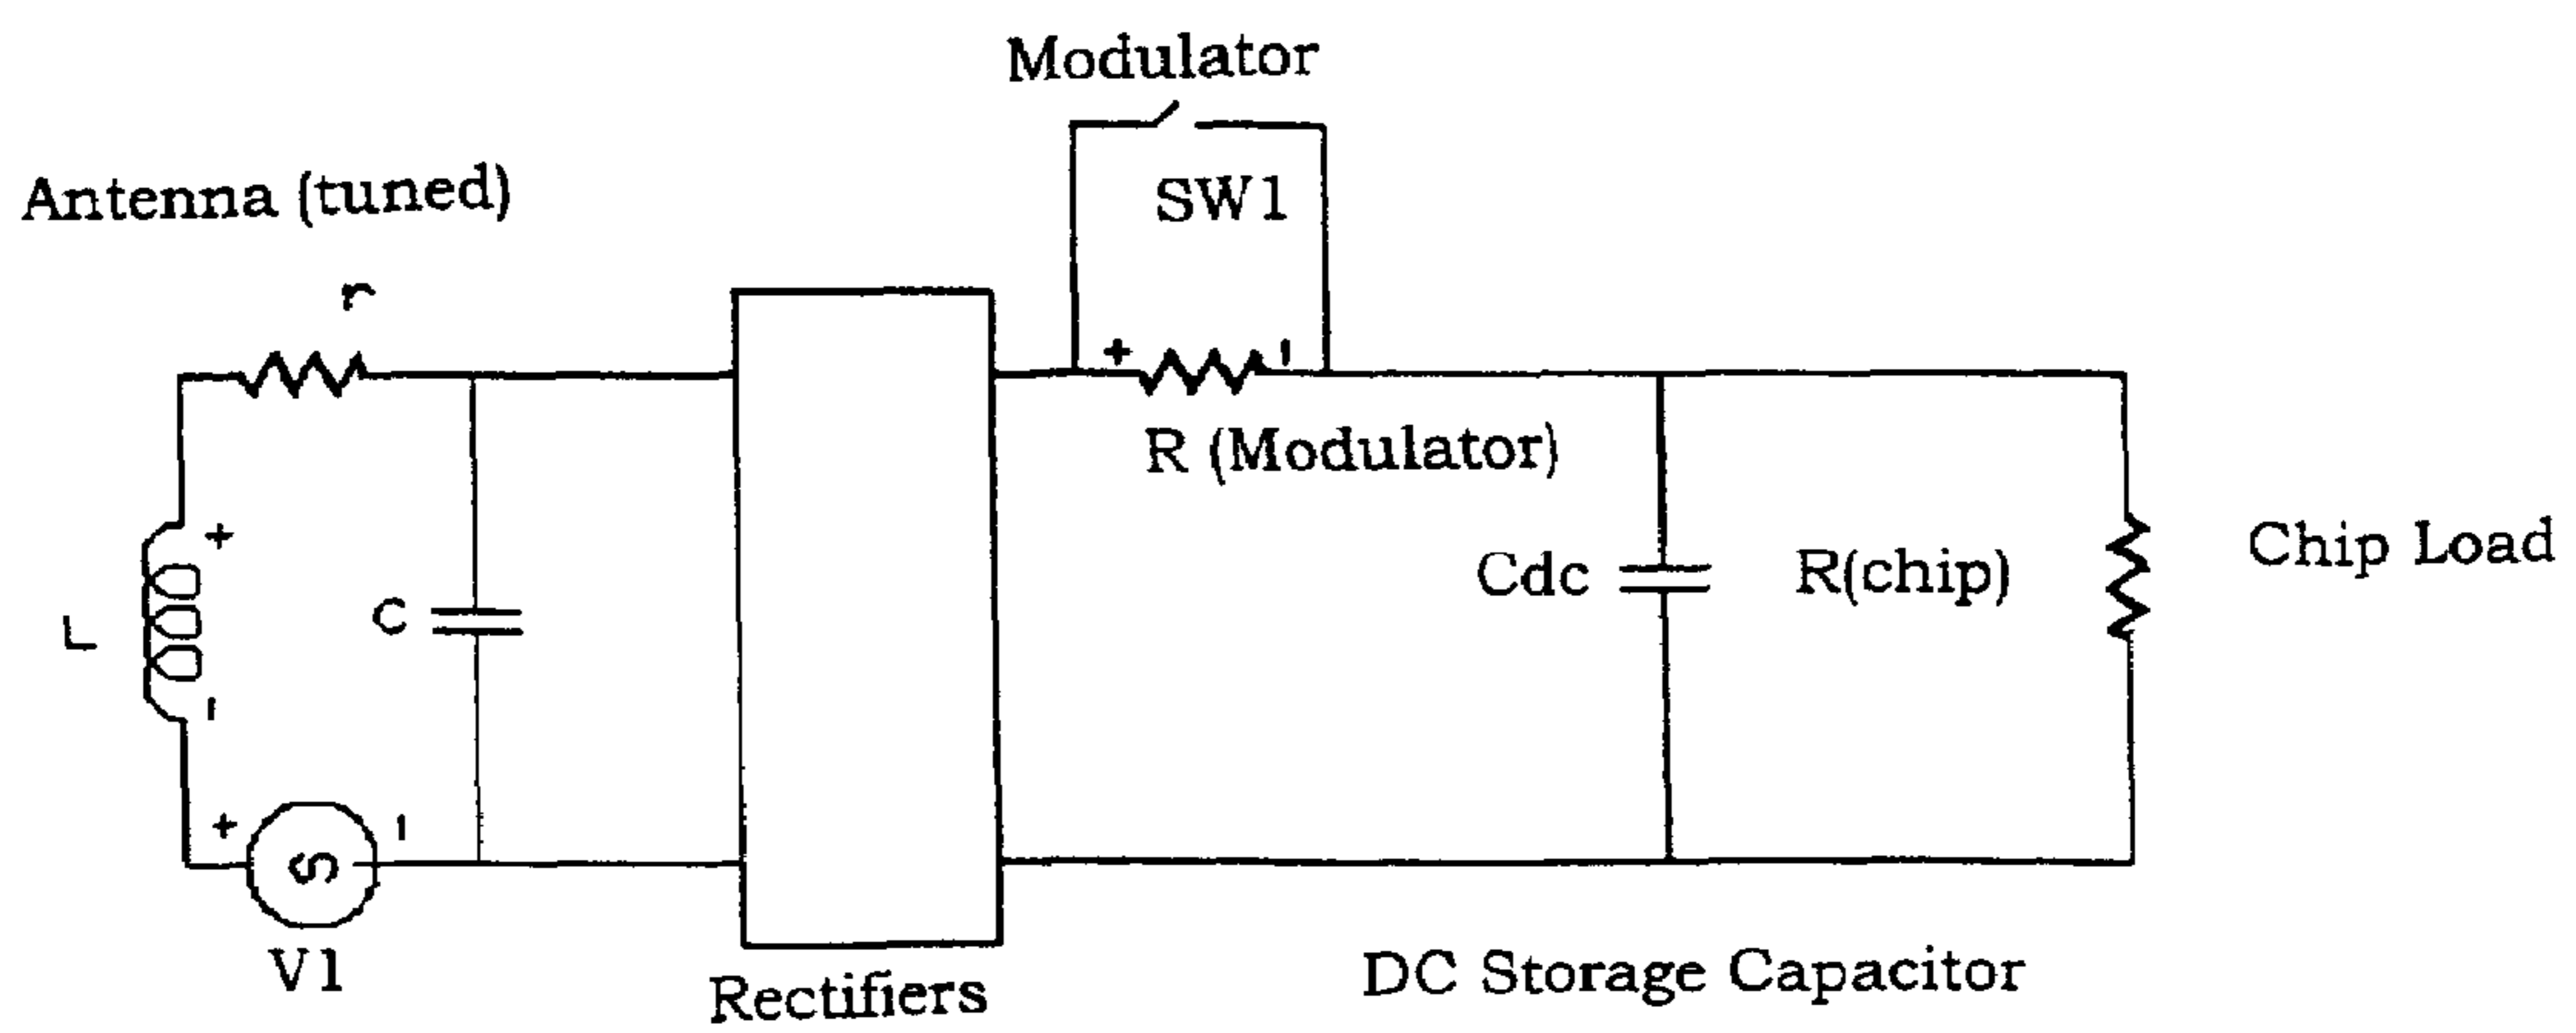 Modulator
SW1
Antenna (tuned)
r
+ -
R (Modulator)
+
L
-
C
Cdc
R(chip)
Chip Load
+ -
S
V1
Rectifiers
DC Storage Capacitor